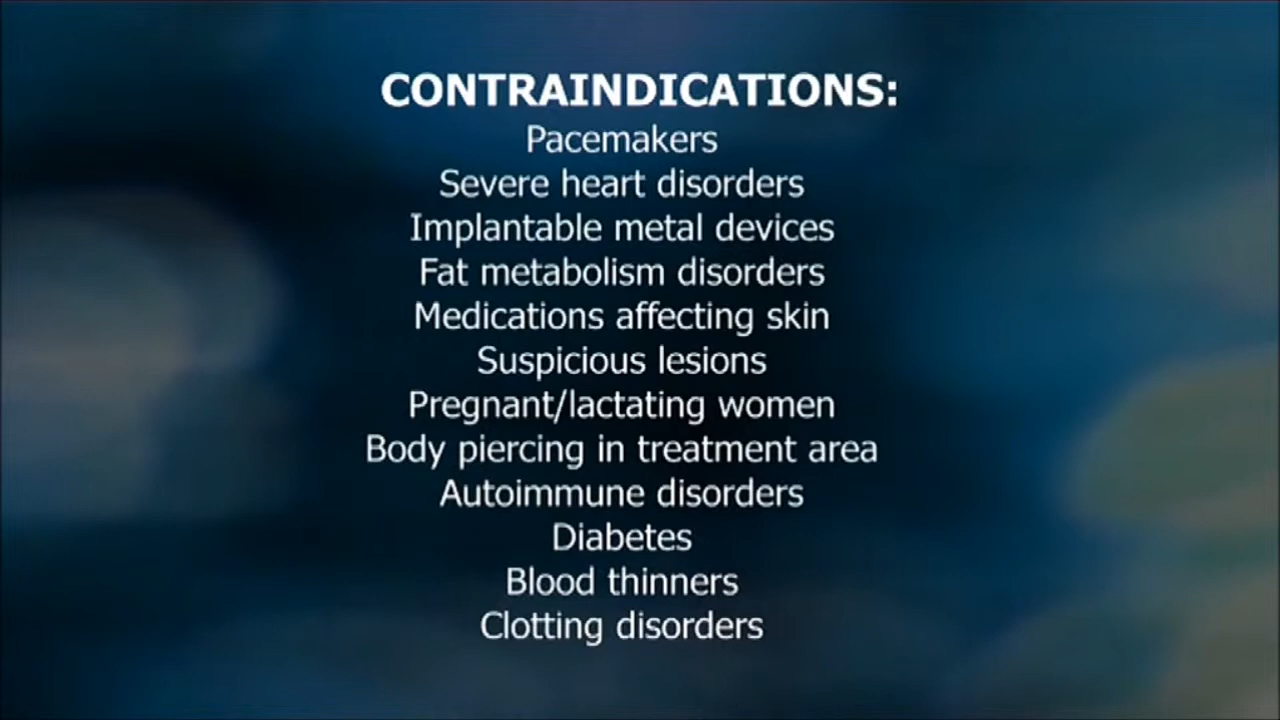 CONTRAINDICATIONS:
Pacemakers
Severe heart disorders
Implantable metal devices
Fat metabolism disorders
Medications affecting skin
Suspicious lesions
Pregnant/lactating women
Body piercing in treatment area
Autoimmune disorders
Diabetes
Blood thinners
Clotting disorders